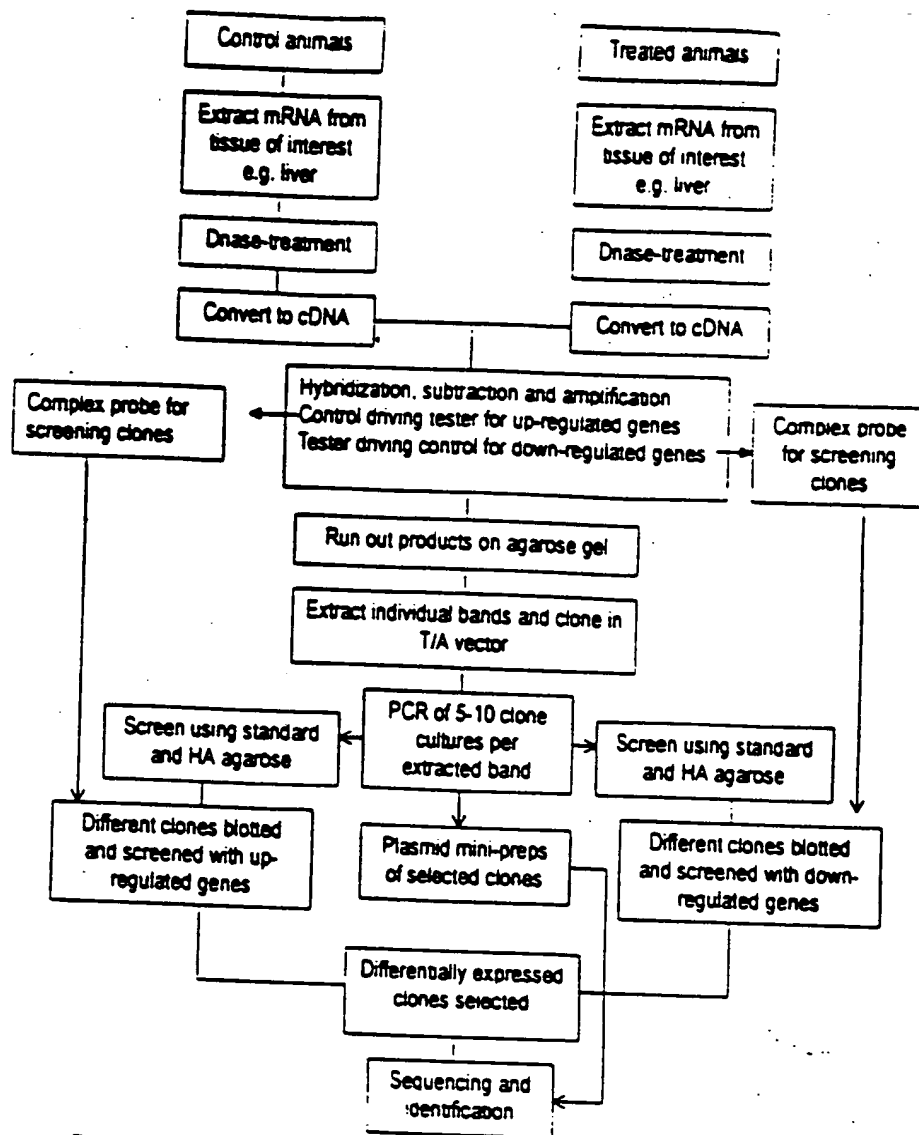 Control animals
Treated animals
Extract mRNA from
tissue of interest
e.g. liver
Extract mRNA from
tissue of interest
e.g. liver
Dnase-treatment
Dnase-treatment
Convert to cDNA
Convert to cDNA
Hybridization, subtraction and amplification
Control driving tester for up-regulated genes
Tester driving control for down-regulated genes
Complex probe for
screening clones
Complex probe
for screening
clones
Run out products on agarose gel
Extract individual bands and clone in
T/A vector
PCR of 5-10 clone
cultures per
extracted band
Screen using standard
and HA agarose
Screen using standard
and HA agarose
Different clones blotted
and screened with up-
regulated genes
Plasmid mini-preps
of selected clones
Different clones blotted
and screened with down-
regulated genes
Differentially expressed
clones selected
Sequencing and
identification